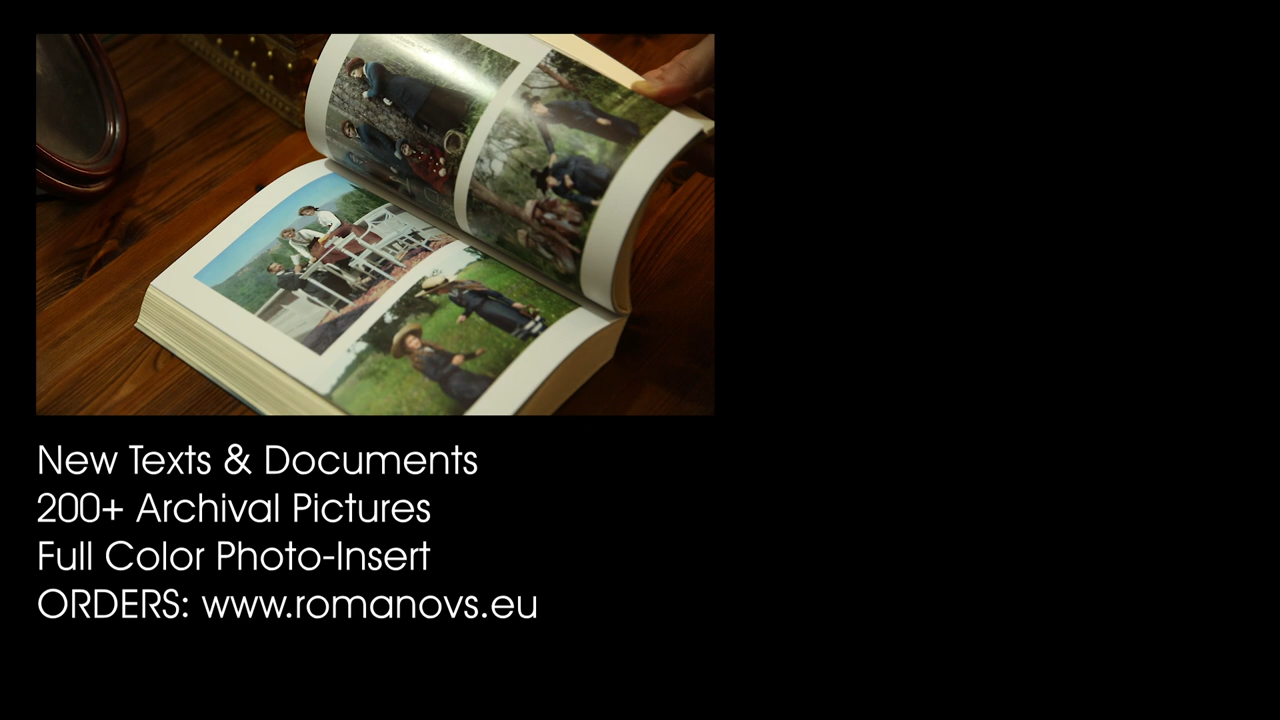 New Texts & Documents
200+ Archival Pictures
Full Color Photo-Insert
ORDERS: www.romanovs.eu